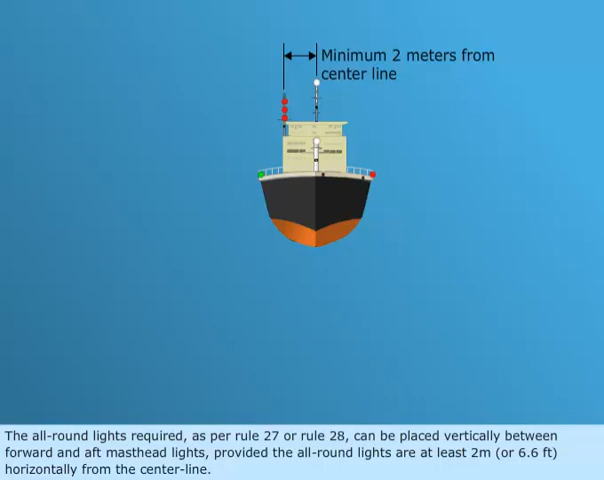 Minimum 2 meters from
center line
The all-round lights required, as per rule 27 or rule 28, can be placed vertically between
forward and aft masthead lights, provided the all-round lights are at least 2m (or 6.6 ft)
horizontally from the center-line.